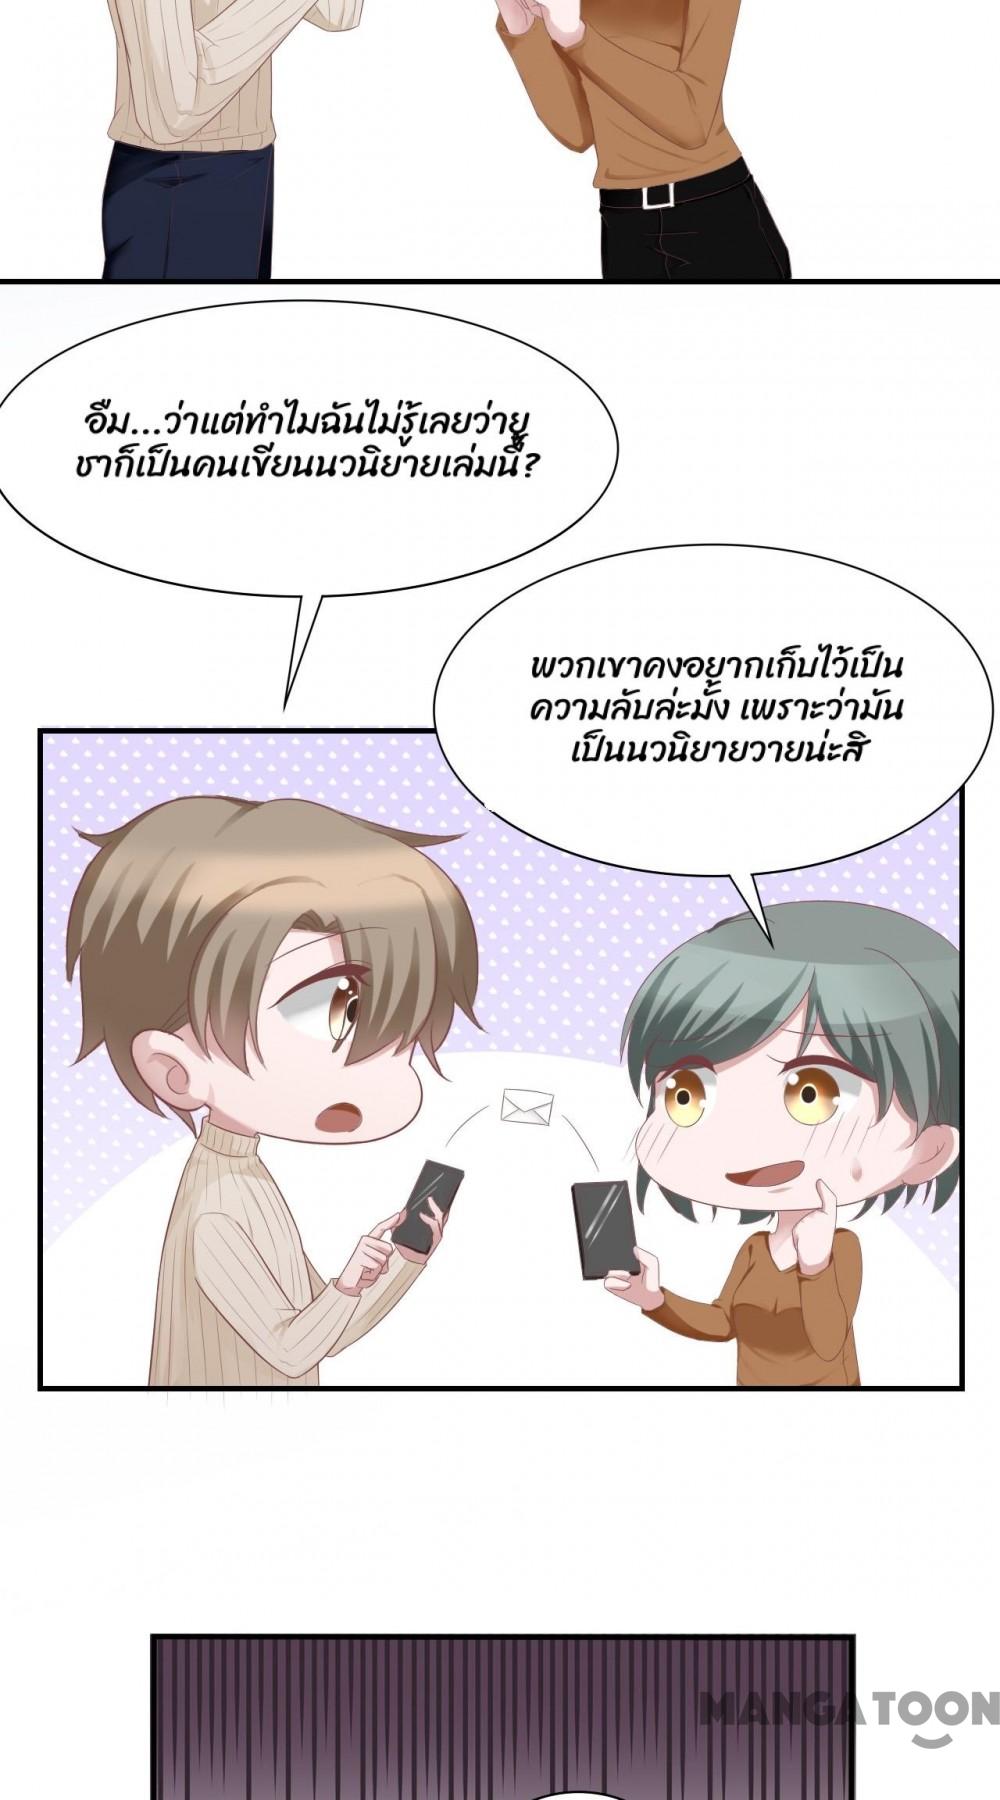 อืม...ว่าแต่ทำไมฉันไม่รู้เลยว่ายู
ชาก็เป็นคนเขียนนวนิยายเล่มนี้?
พวกเขาคงอยากเก็บไว้เป็น
ความลับล่ะมั้ง เพราะว่ามัน
เป็นนวนิยายวายน่ะสิ
MANGATOON